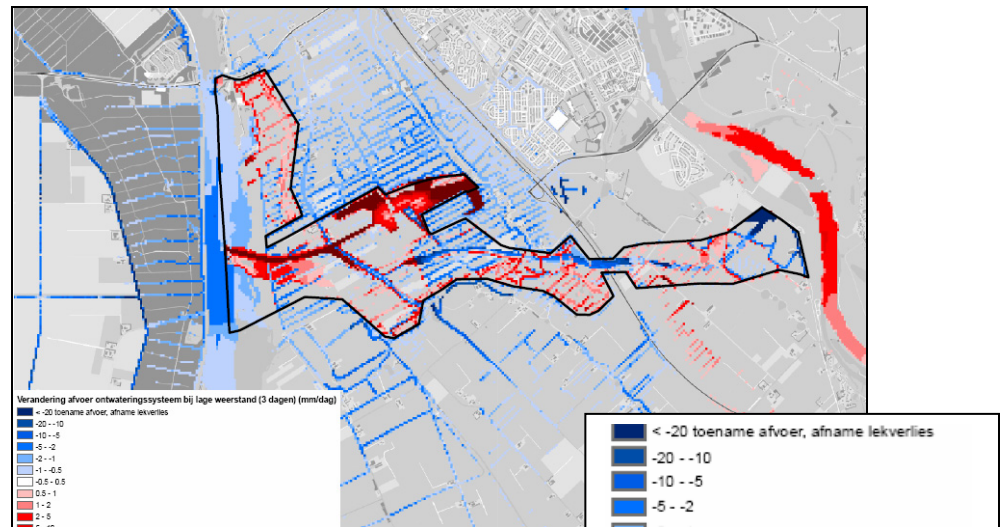 Verandering afvoer ontwateringssysteem bij lage weerstand (3 dagen) (mm/dag)
< -20 toename afvoer, afname lekverlies
-20 - -10
-10 - -5
-5 - -2
-2 - -1
-1 - -0.5
-0.5 - 0.5
0.5 - 1
1 - 2
2 - 5
< -20 toename afvoer, afname lekverlies
-20 - -10
-10 - -5
-5 - -2